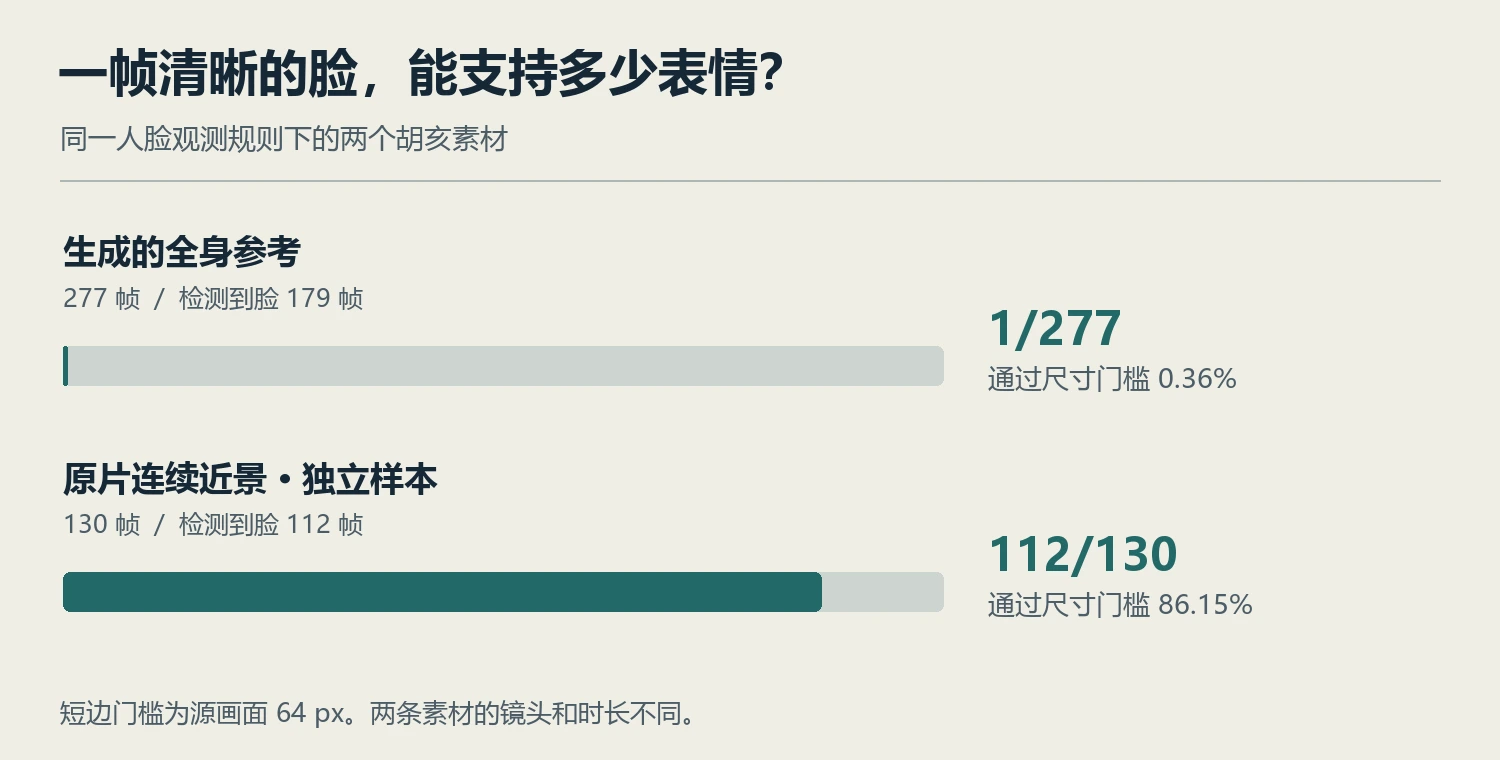 一帧清晰的脸，能支持多少表情？
同一人脸观测规则下的两个胡亥素材
生成的全身参考
277 帧 / 检测到脸 179 帧
1/277
通过尺寸门槛 0.36%
原片连续近景·独立样本
130 帧 / 检测到脸 112 帧
112/130
通过尺寸门槛 86.15%
短边门槛为源画面 64 px。两条素材的镜头和时长不同。